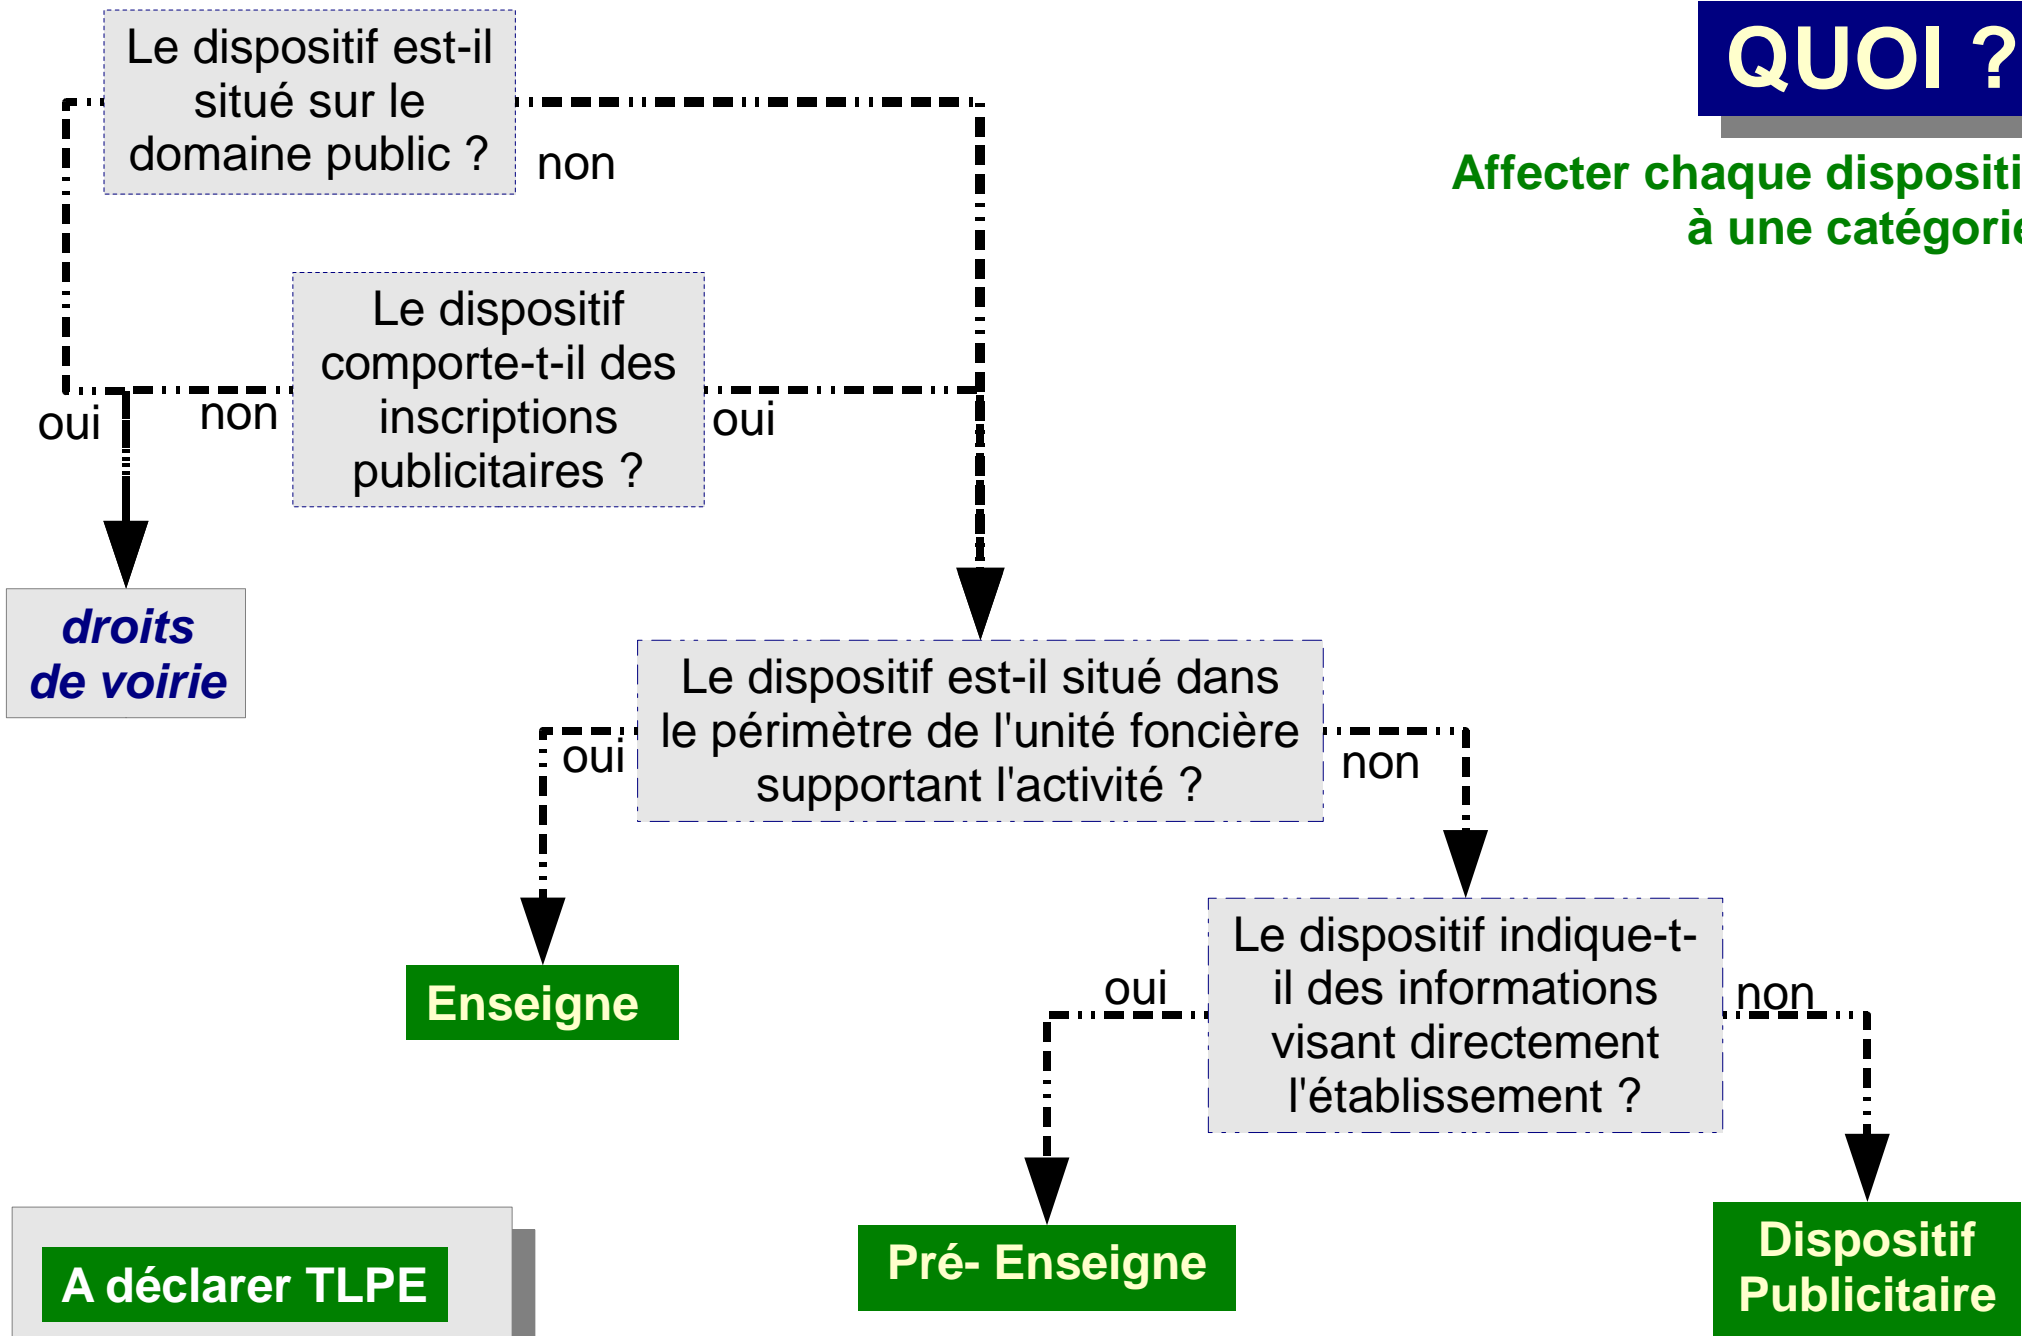 QUOI ?
Affecter chaque dispositi
à une catégorie
Le dispositif est-il
situé sur le
domaine public ?
non
Le dispositif
comporte-t-il des
inscriptions
publicitaires ?
oui
non
oui
droits
de voirie
Le dispositif est-il situé dans
le périmètre de l'unité foncière
supportant l'activité ?
oui
non
Enseigne
Le dispositif indique-t-
il des informations
visant directement
l'établissement ?
oui
non
Pré- Enseigne
Dispositif
Publicitaire
A déclarer TLPE